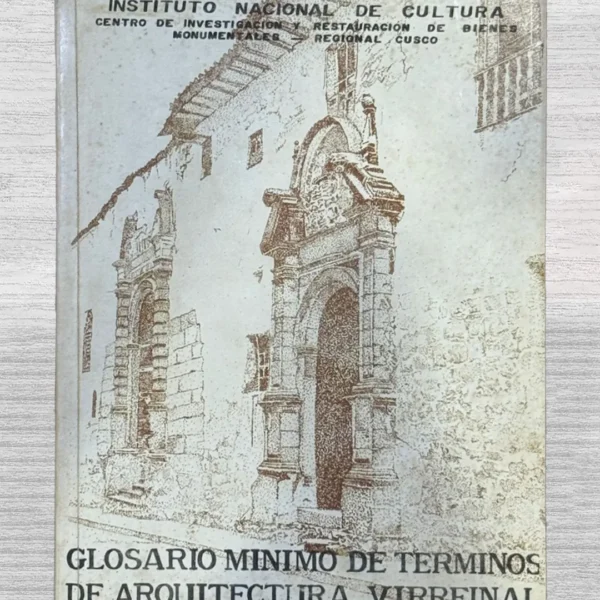 INSTITUTO NACIONAL DE CULTURA
CENTRO DE INVESTIGACION Y RESTAURACIÓN DE BIENES
MONUMENTALES - REGIONAL CUSCO
GLOSARIO MINIMO DE TERMINOS
DE ARQUITECTURA VIRREINAL